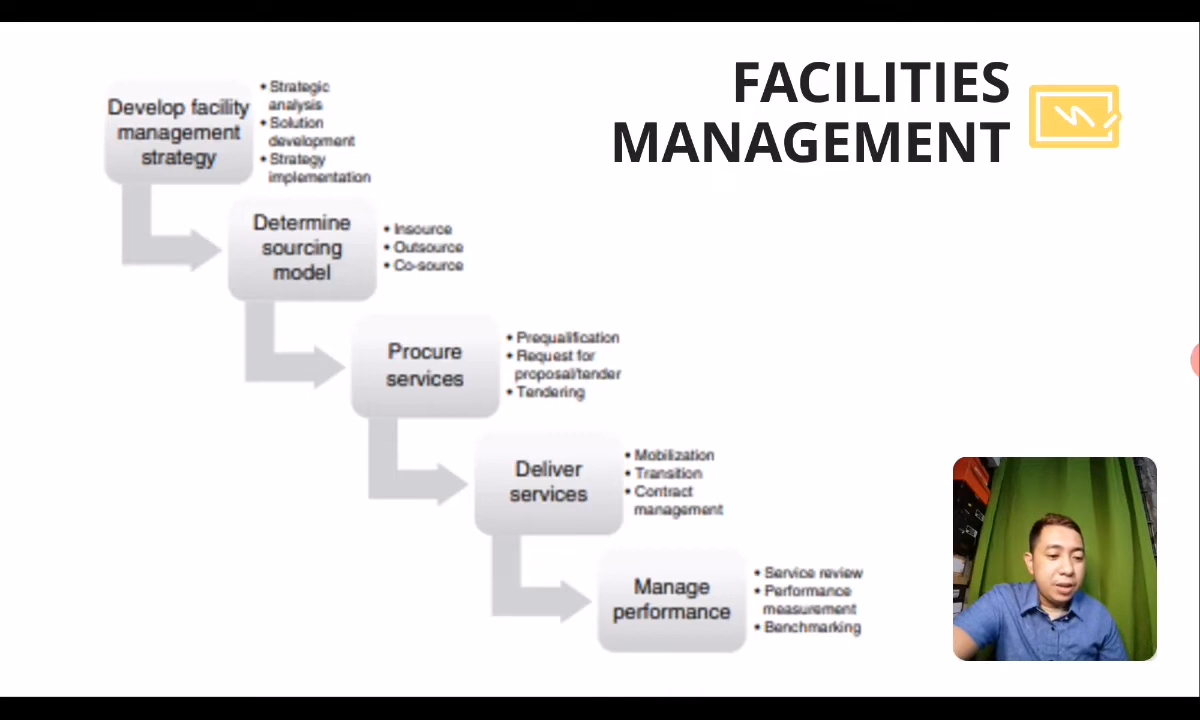 FACILITIES
MANAGEMENT
Develop facility
management
strategy
• Strategic
analysis
• Solution
development
• Strategy
implementation
Determine
sourcing
model
• Insource
• Outsource
• Co-source
Procure
services
• Prequalification
• Request for
proposal/tender
• Tendering
Deliver
services
• Mobilization
• Transition
• Contract
management
Manage
performance
• Service review
• Performance
measurement
• Benchmarking